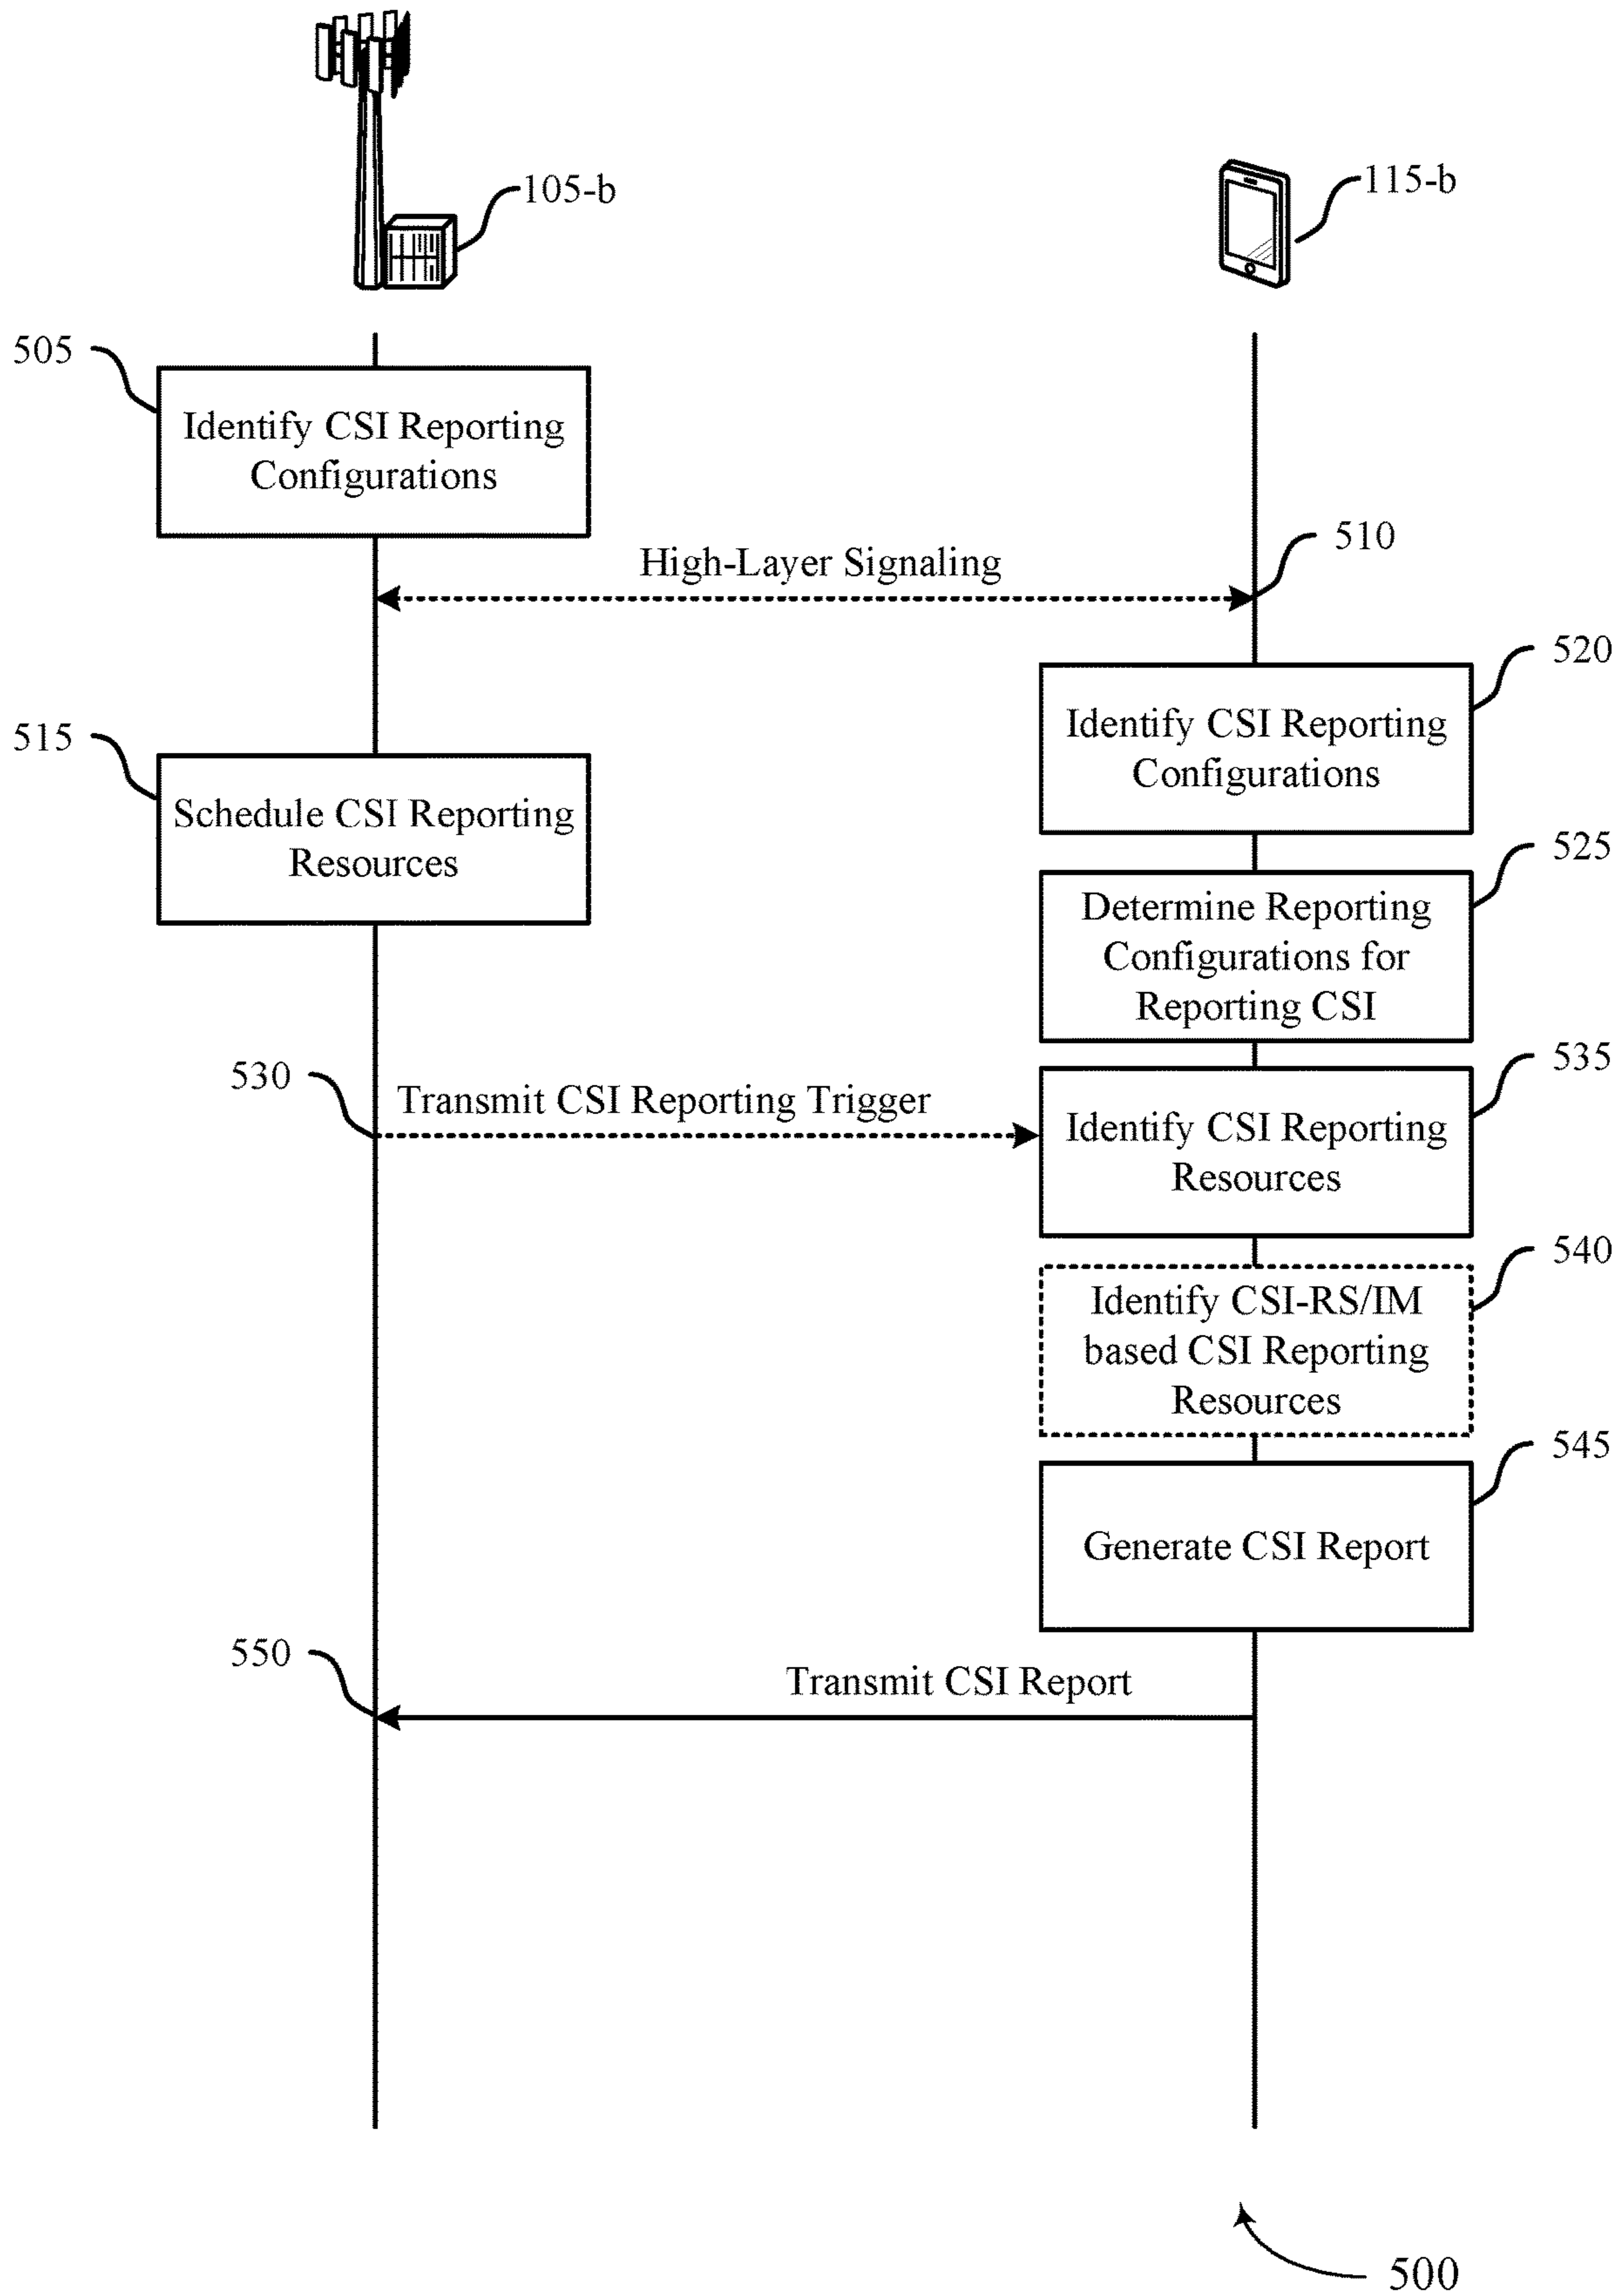 105-b
115-b
505
Identify CSI Reporting
Configurations
510
High-Layer Signaling
520
Identify CSI Reporting
Configurations
515
Schedule CSI Reporting
Resources
525
Determine Reporting
Configurations for
Reporting CSI
530
Transmit CSI Reporting Trigger
535
Identify CSI Reporting
Resources
540
Identify CSI-RS/IM
based CSI Reporting
Resources
545
Generate CSI Report
550
Transmit CSI Report
500